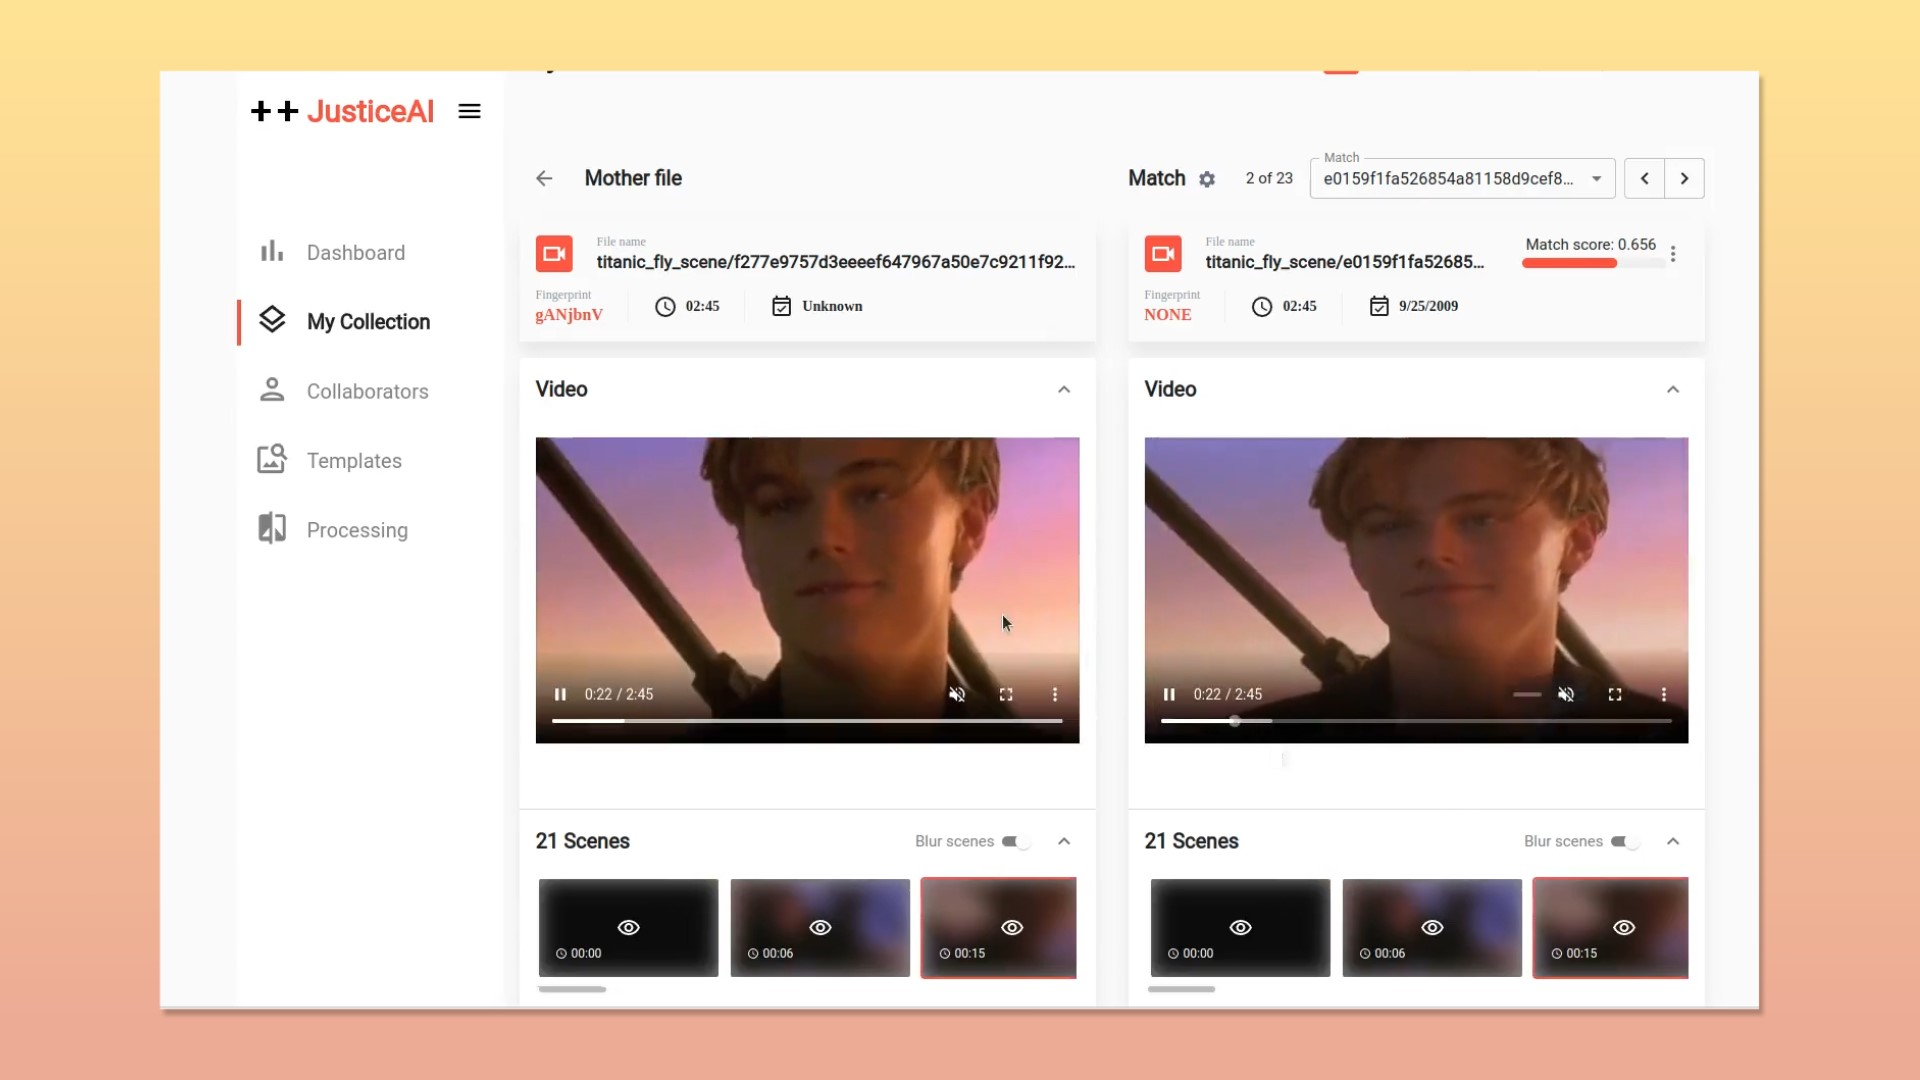 ++ JusticeAI
Dashboard
My Collection
Collaborators
Templates
Processing
Mother file
File name
titanic_fly_scene/f277e9757d3eeeef647967a50e7c9211f92...
Fingerprint
gANjbnV
02:45
Unknown
Video
0:22 / 2:45
21 Scenes
Blur scenes
00:00
00:06
00:15
Match
2 of 23
Match
e0159f1fa526854a81158d9cef8...
File name
titanic_fly_scene/e0159f1fa52685...
Match score: 0.656
Fingerprint
NONE
02:45
9/25/2009
Video
0:22 / 2:45
21 Scenes
Blur scenes
00:00
00:06
00:15